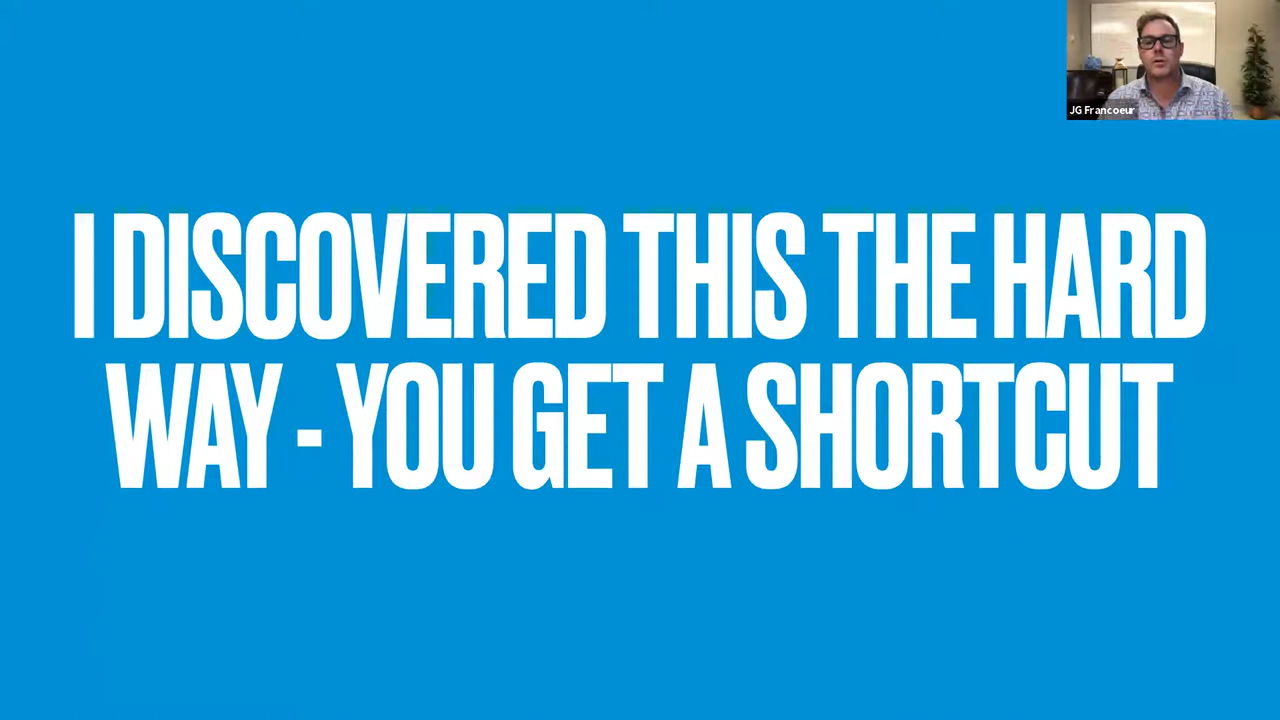 JG Francoeur
I DISCOVERED THIS THE HARD
WAY - YOU GET A SHORTCUT